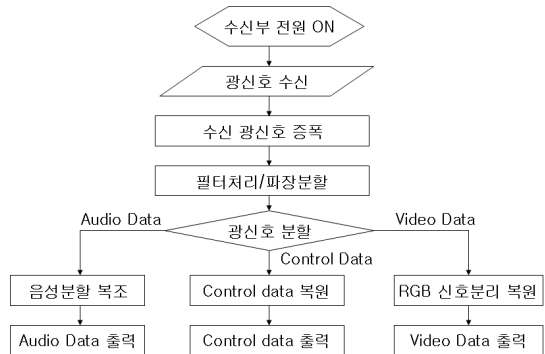 수신부 전원 ON
광신호 수신
수신 광신호 증폭
필터처리/파장분할
Audio Data
광신호 분할
Video Data
Control Data
음성분할 복조
Control data 복원
RGB 신호분리 복원
Audio Data 출력
Control data 출력
Video Data 출력